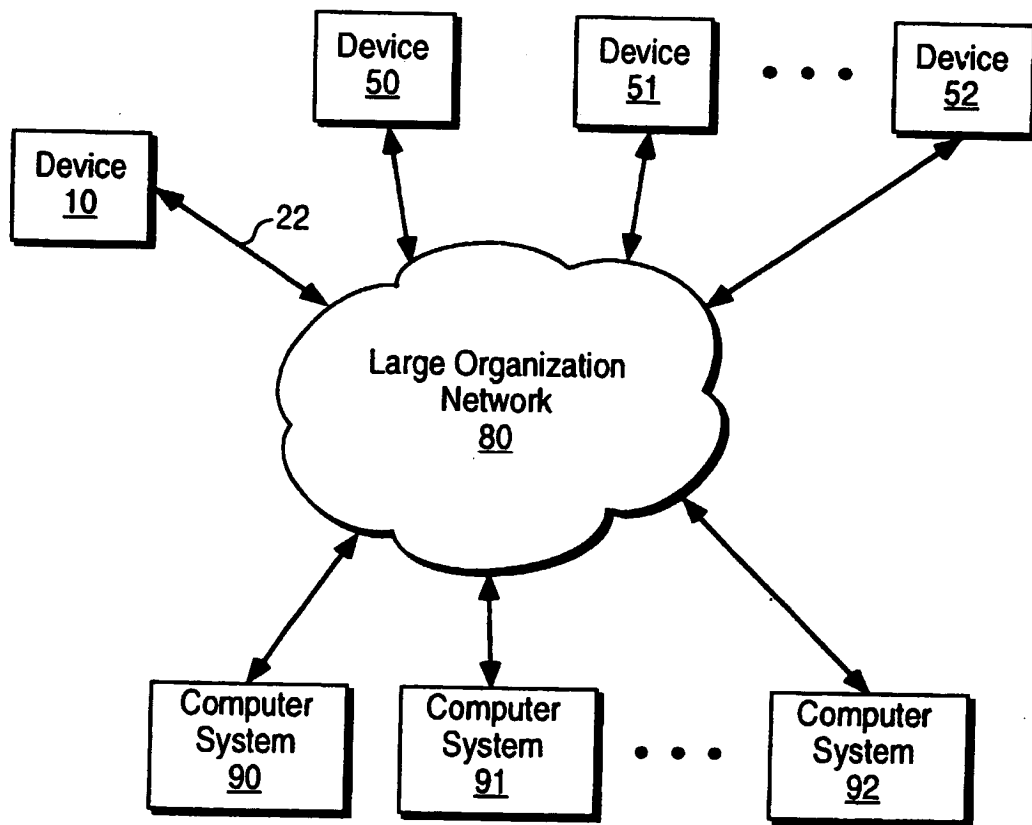 Device
50
Device
51
Device
52
Device
10
22
Large Organization
Network
80
Computer
System
90
Computer
System
91
Computer
System
92